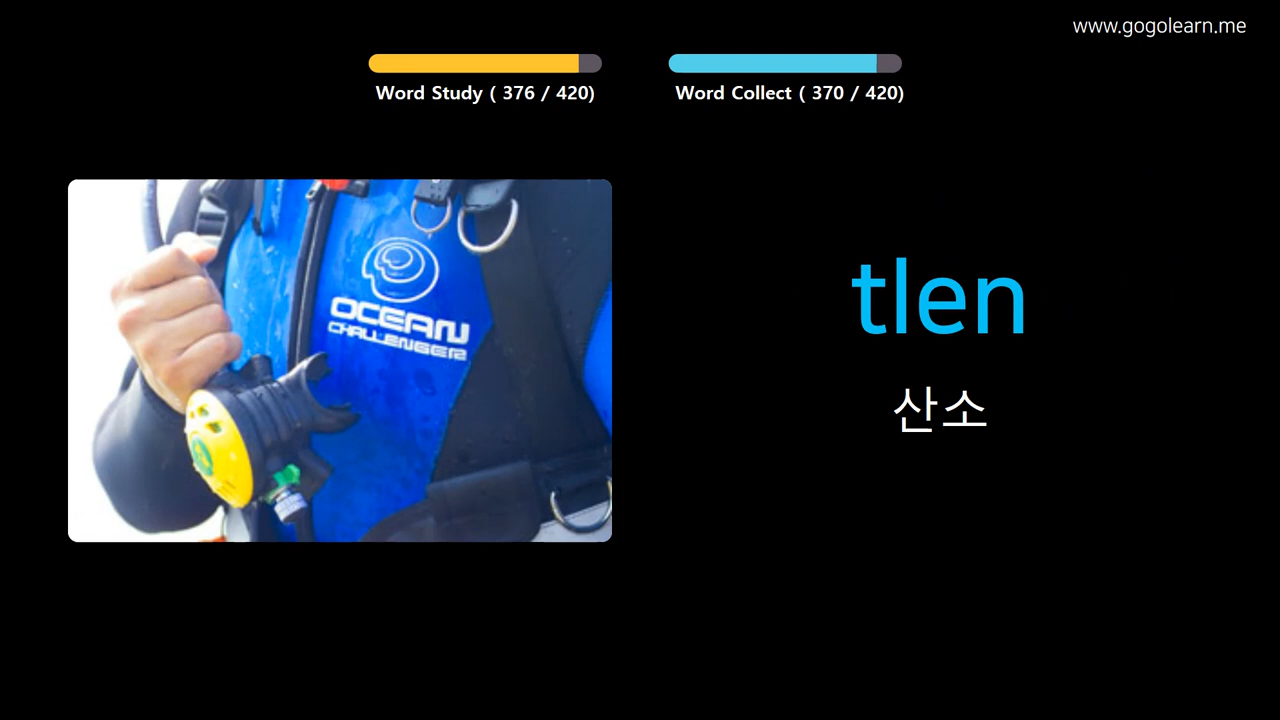 www.gogolearn.me
Word Study ( 376 / 420)
Word Collect ( 370 / 420)
OCEAN
CHALLENGER
tlen
산소